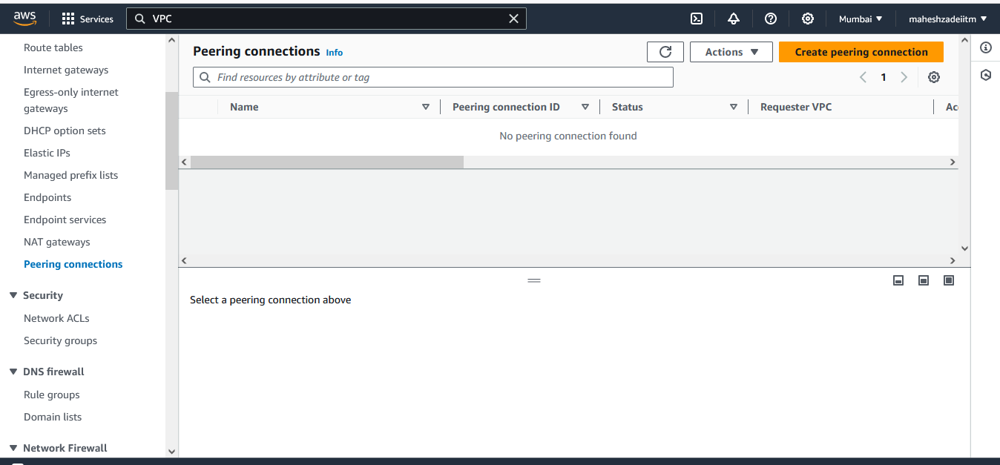 aws Services VPC Mumbai maheshzadeiitm
Route tables
Internet gateways
Egress-only internet
gateways
DHCP option sets
Elastic IPs
Managed prefix lists
Endpoints
Endpoint services
NAT gateways
Peering connections
Security
Network ACLs
Security groups
DNS firewall
Rule groups
Domain lists
Network Firewall
Peering connections Info Actions Create peering connection
Find resources by attribute or tag 1
Name Peering connection ID Status Requester VPC Acc
No peering connection found
Select a peering connection above